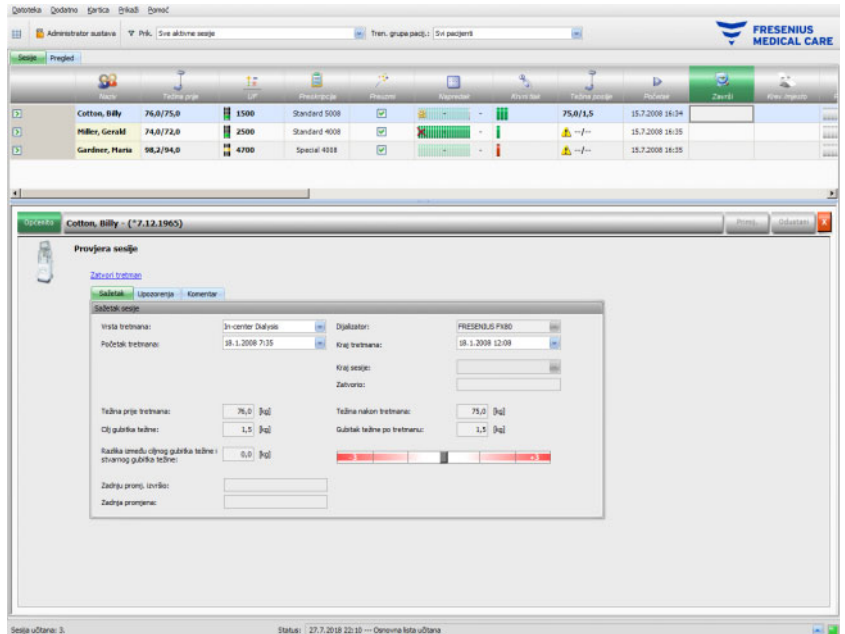 Datoteka Dodatno Kartica Prikaži Pomoć
Administrator sustava Prik. Sve aktivne sesije Tren. grupa pacij.: Svi pacijenti
FRESENIUS
MEDICAL CARE
Sesije Pregled
Naziv Težina prije UF Preskripcije Preuzmi Napredak Krvni tlak Težina poslije Početak Završi Krev. mjesto
Cotton, Billy 76,0/75,0 1500 Standard 5008 - - 75,0/1,5 15.7.2008 16:34
Miller, Gerald 74,0/72,0 2500 Standard 4008 - - --/-- 15.7.2008 16:35
Gardner, Maria 98,2/94,0 4700 Special 4008 - - --/-- 15.7.2008 16:35
Općenito Cotton, Billy - (*7.12.1965) Promj. Odustani X
Provjera sesije
Zatvori tretman
Sažetak Upozorenja Komentar
Sažetak sesije
Vrsta tretmana: In-center Dialysis Dijalizator: FRESENIUS FX80
Početak tretmana: 18.1.2008 7:35 Kraj tretmana: 18.1.2008 12:08
Kraj sesije:
Zatvorio:
Težina prije tretmana: 76,0 [kg] Težina nakon tretmana: 75,0 [kg]
Cilj gubitka težine: 1,5 [kg] Gubitak težine po tretmanu: 1,5 [kg]
Razlika između ciljnog gubitka težine i
stvarnog gubitka težine: 0,0 [kg] -3 +3
Zadnju promj. izvršio:
Zadnja promjena:
Sesija učitana: 3. Status: 27.7.2018 22:10 --- Osnovna lista učitana